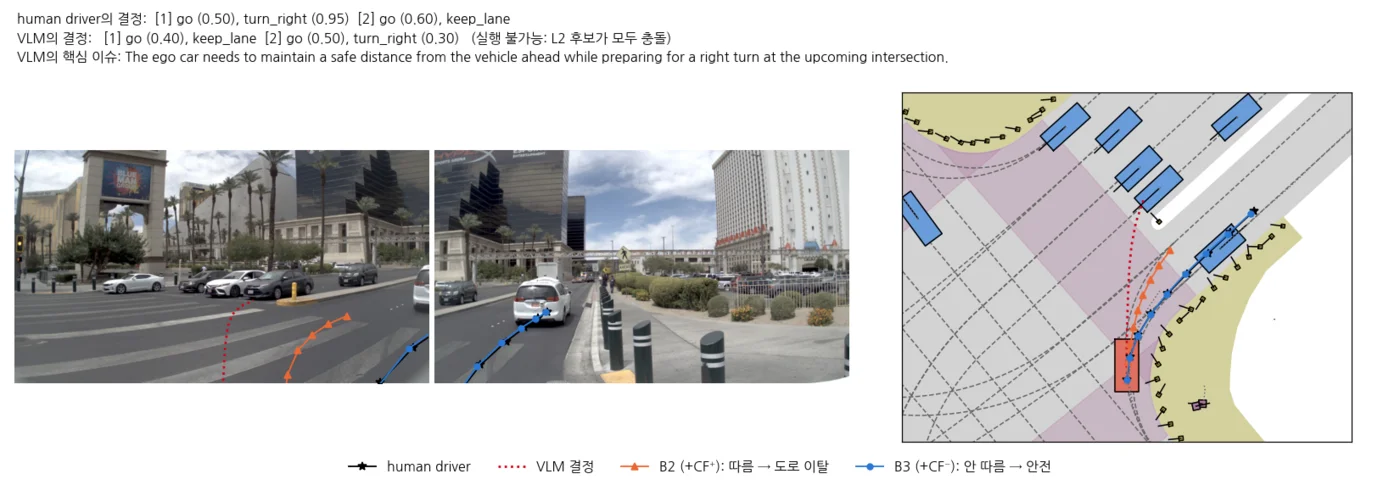 human driver의 결정: [1] go (0.50), turn_right (0.95) [2] go (0.60), keep_lane
VLM의 결정: [1] go (0.40), keep_lane [2] go (0.50), turn_right (0.30) (실행 불가능: L2 후보가 모두 충돌)
VLM의 핵심 이슈: The ego car needs to maintain a safe distance from the vehicle ahead while preparing for a right turn at the upcoming intersection.
BLUE
MAN
human driver
VLM 결정
B2 (+CF⁺): 따름 → 도로 이탈
B3 (+CF⁻): 안 따름 → 안전